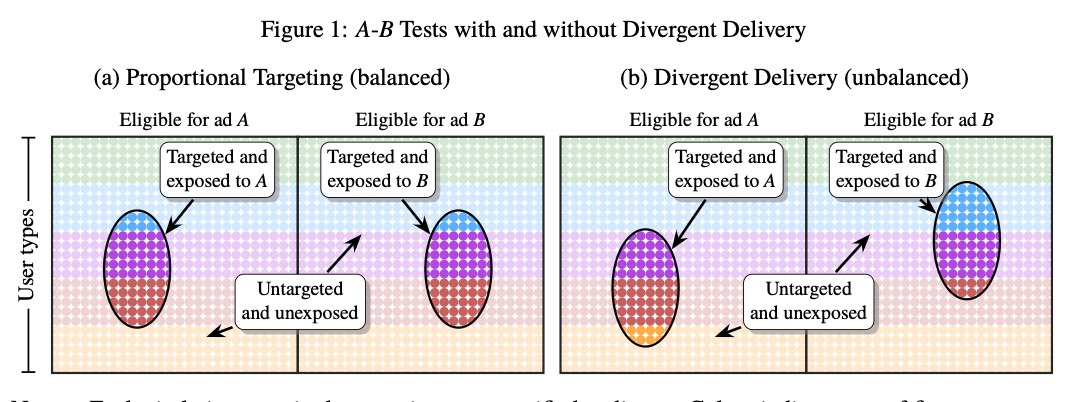 Figure 1: A-B Tests with and without Divergent Delivery
(a) Proportional Targeting (balanced)
Eligible for ad A
Eligible for ad B
User types
Targeted and
exposed to A
Targeted and
exposed to B
Untargeted
and unexposed
(b) Divergent Delivery (unbalanced)
Eligible for ad A
Eligible for ad B
Targeted and
exposed to A
Targeted and
exposed to B
Untargeted
and unexposed